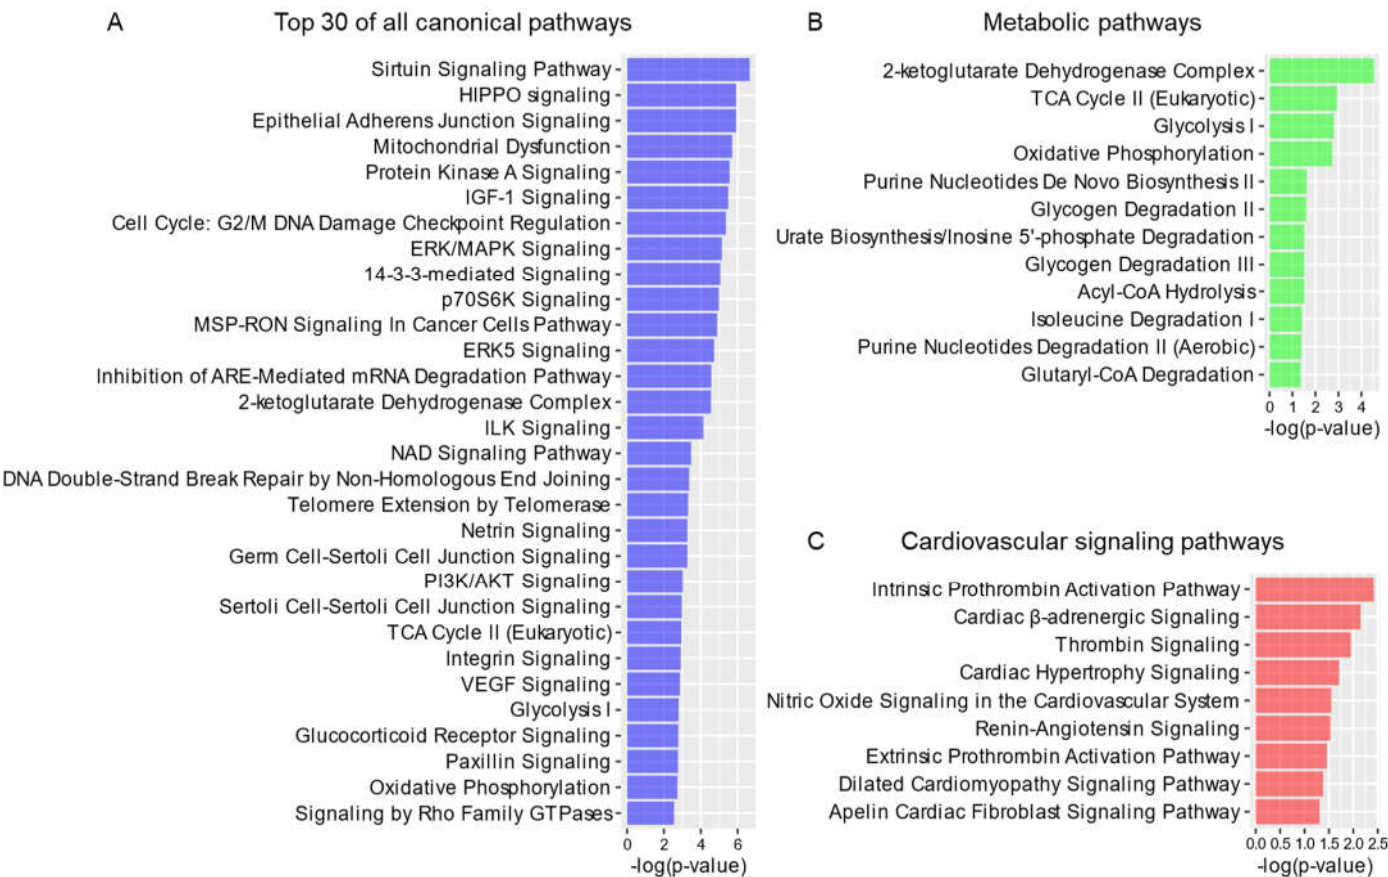 A
Top 30 of all canonical pathways
Sirtuin Signaling Pathway
HIPPO signaling
Epithelial Adherens Junction Signaling
Mitochondrial Dysfunction
Protein Kinase A Signaling
IGF-1 Signaling
Cell Cycle: G2/M DNA Damage Checkpoint Regulation
ERK/MAPK Signaling
14-3-3-mediated Signaling
p70S6K Signaling
MSP-RON Signaling In Cancer Cells Pathway
ERK5 Signaling
Inhibition of ARE-Mediated mRNA Degradation Pathway
2-ketoglutarate Dehydrogenase Complex
ILK Signaling
NAD Signaling Pathway
DNA Double-Strand Break Repair by Non-Homologous End Joining
Telomere Extension by Telomerase
Netrin Signaling
Germ Cell-Sertoli Cell Junction Signaling
PI3K/AKT Signaling
Sertoli Cell-Sertoli Cell Junction Signaling
TCA Cycle II (Eukaryotic)
Integrin Signaling
VEGF Signaling
Glycolysis I
Glucocorticoid Receptor Signaling
Paxillin Signaling
Oxidative Phosphorylation
Signaling by Rho Family GTPases
0 2 4 6
-log(p-value)
B
Metabolic pathways
2-ketoglutarate Dehydrogenase Complex
TCA Cycle II (Eukaryotic)
Glycolysis I
Oxidative Phosphorylation
Purine Nucleotides De Novo Biosynthesis II
Glycogen Degradation II
Urate Biosynthesis/Inosine 5'-phosphate Degradation
Glycogen Degradation III
Acyl-CoA Hydrolysis
Isoleucine Degradation I
Purine Nucleotides Degradation II (Aerobic)
Glutaryl-CoA Degradation
0 1 2 3 4
-log(p-value)
C
Cardiovascular signaling pathways
Intrinsic Prothrombin Activation Pathway
Cardiac β-adrenergic Signaling
Thrombin Signaling
Cardiac Hypertrophy Signaling
Nitric Oxide Signaling in the Cardiovascular System
Renin-Angiotensin Signaling
Extrinsic Prothrombin Activation Pathway
Dilated Cardiomyopathy Signaling Pathway
Apelin Cardiac Fibroblast Signaling Pathway
0.0 0.5 1.0 1.5 2.0 2.5
-log(p-value)